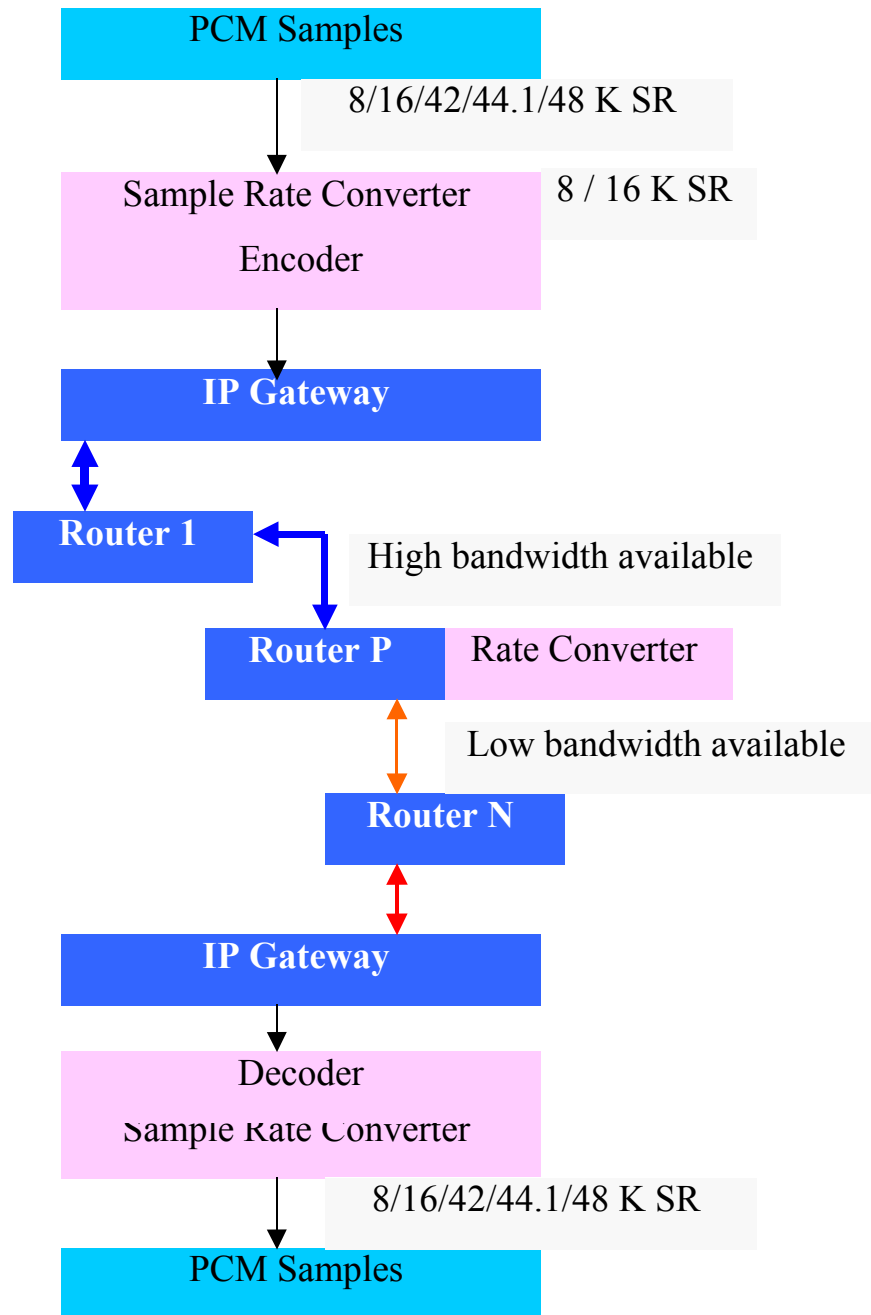 PCM Samples
8/16/42/44.1/48 K SR
Sample Rate Converter
8 / 16 K SR
Encoder
IP Gateway
Router 1
High bandwidth available
Router P
Rate Converter
Low bandwidth available
Router N
IP Gateway
Decoder
Sample Rate Converter
8/16/42/44.1/48 K SR
PCM Samples